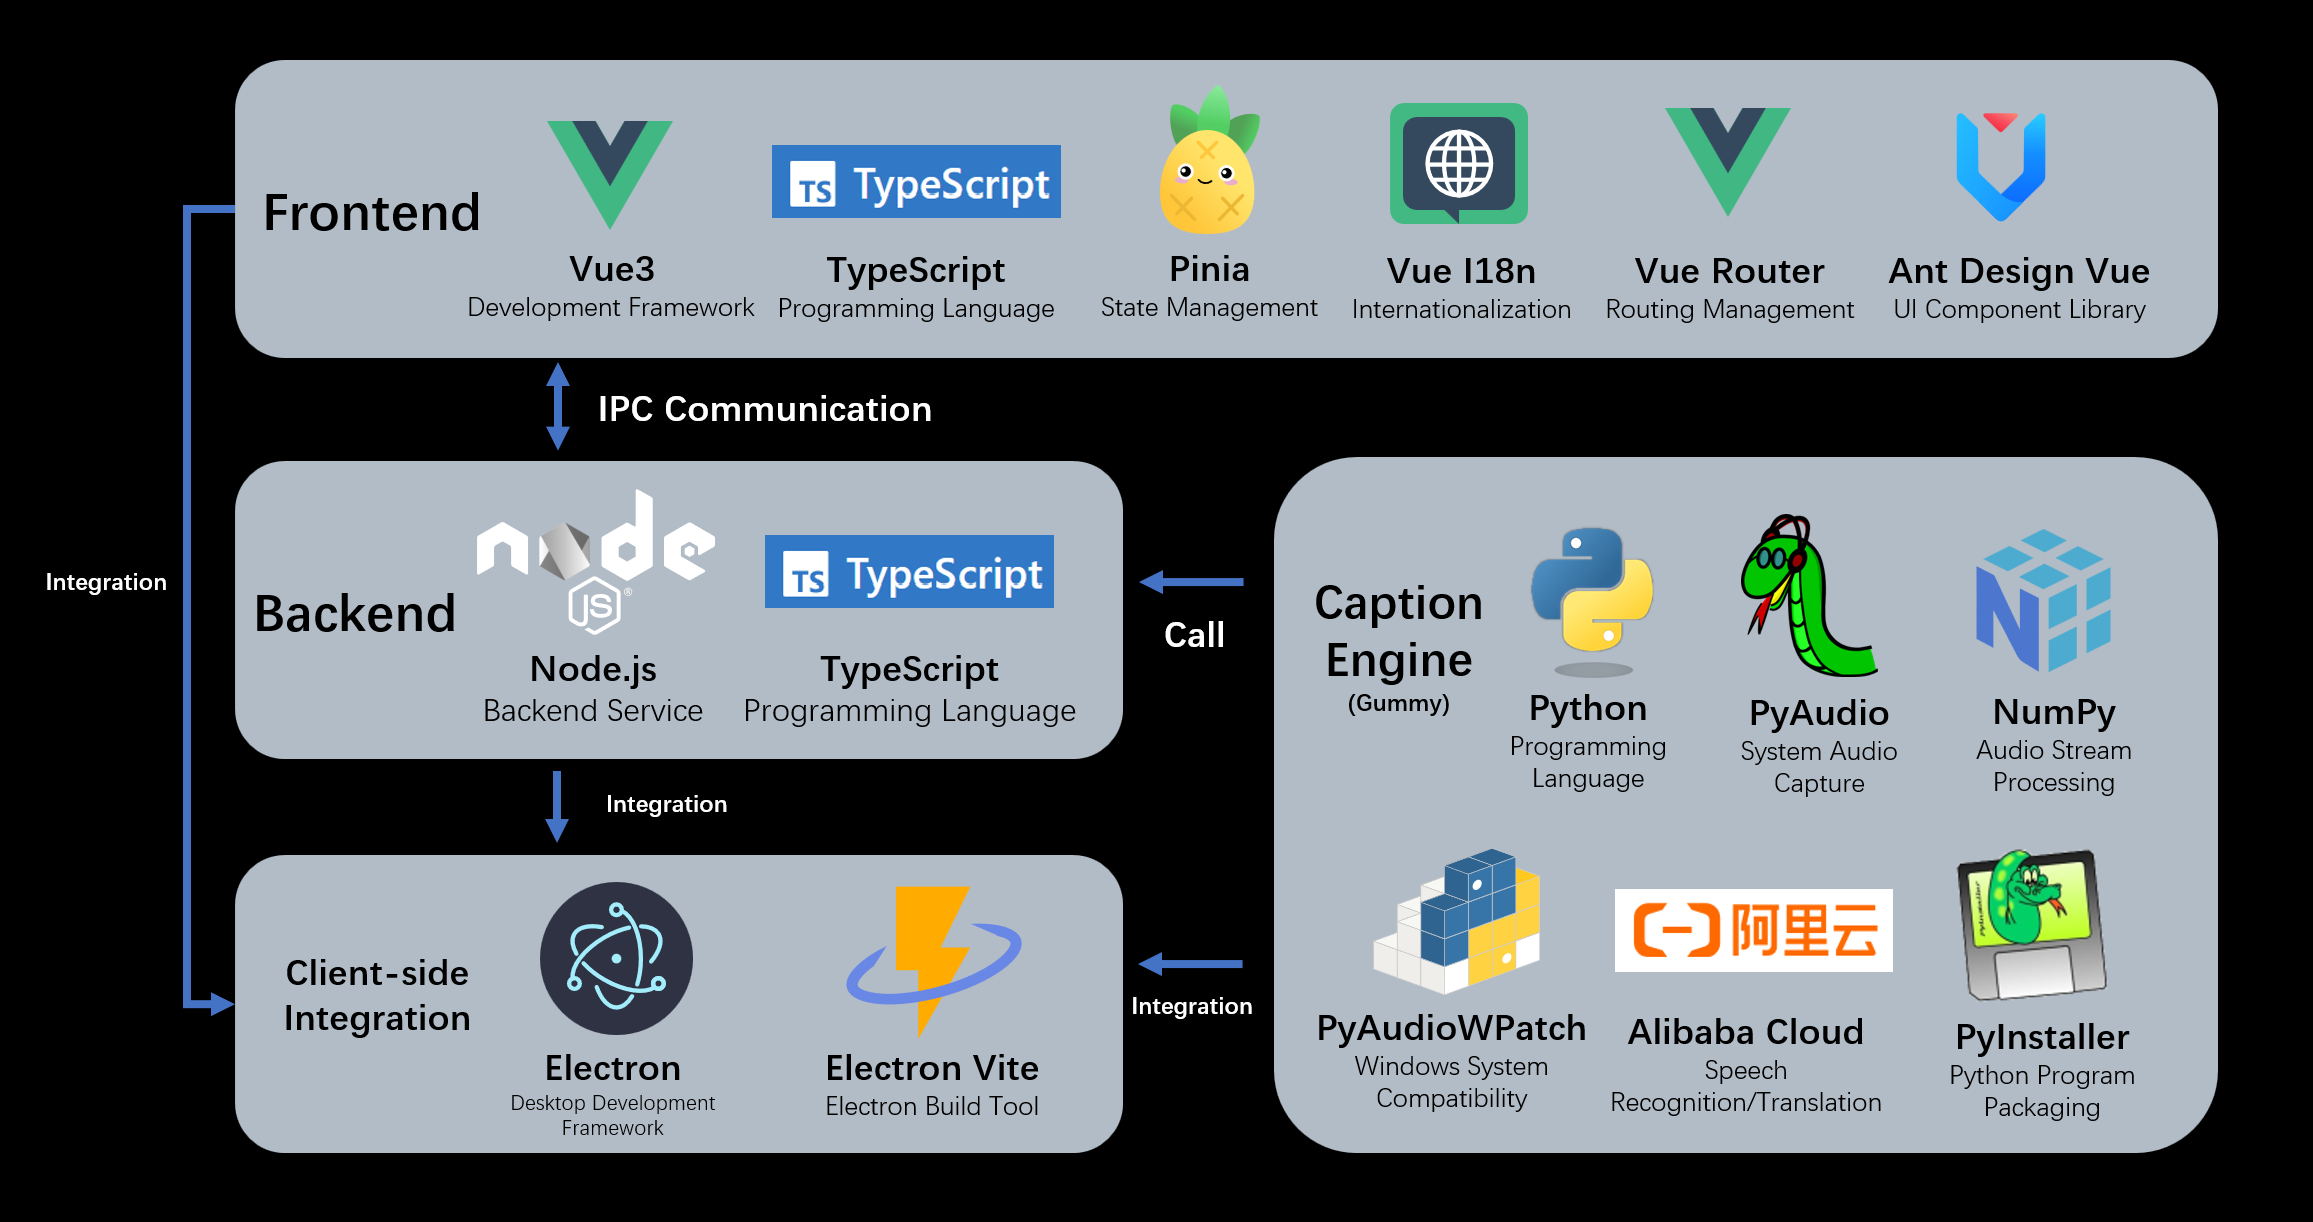 Frontend
TS TypeScript
Vue3
Development Framework
TypeScript
Programming Language
Pinia
State Management
Vue I18n
Internationalization
Vue Router
Routing Management
Ant Design Vue
UI Component Library
IPC Communication
Integration
Backend
node
JS
®
TS TypeScript
Node.js
Backend Service
TypeScript
Programming Language
Call
Integration
Client-side
Integration
Electron
Desktop Development
Framework
Electron Vite
Electron Build Tool
Integration
Caption
Engine
(Gummy)
Python
Programming
Language
PyAudio
System Audio
Capture
N
NumPy
Audio Stream
Processing
PyAudioWPatch
Windows System
Compatibility
阿里云
Alibaba Cloud
Speech
Recognition/Translation
PyInstaller
PyInstaller
Python Program
Packaging